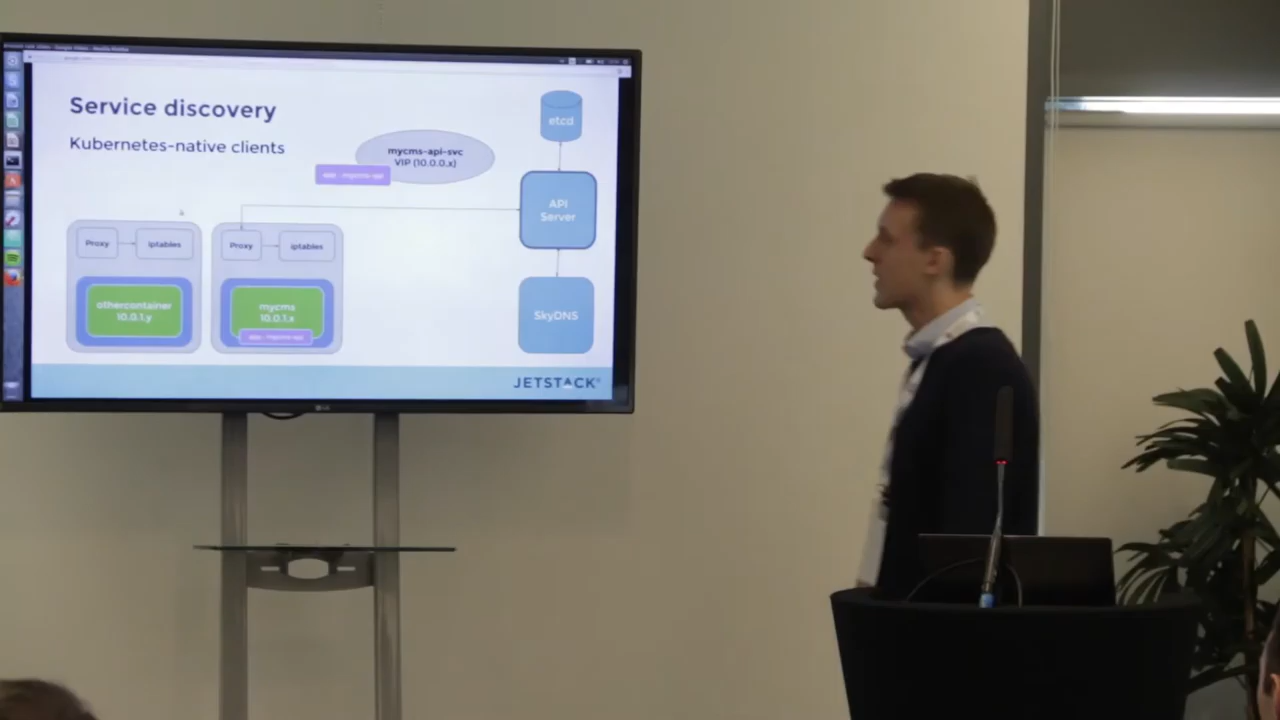 Service discovery
Kubernetes-native clients
etcd
mycms-api-svc
VIP (10.0.0.x)
API
Server
Proxy
iptables
Proxy
iptables
othercontainer
10.0.1.y
mycms
10.0.1.x
SkyDNS
JETSTACK
LG